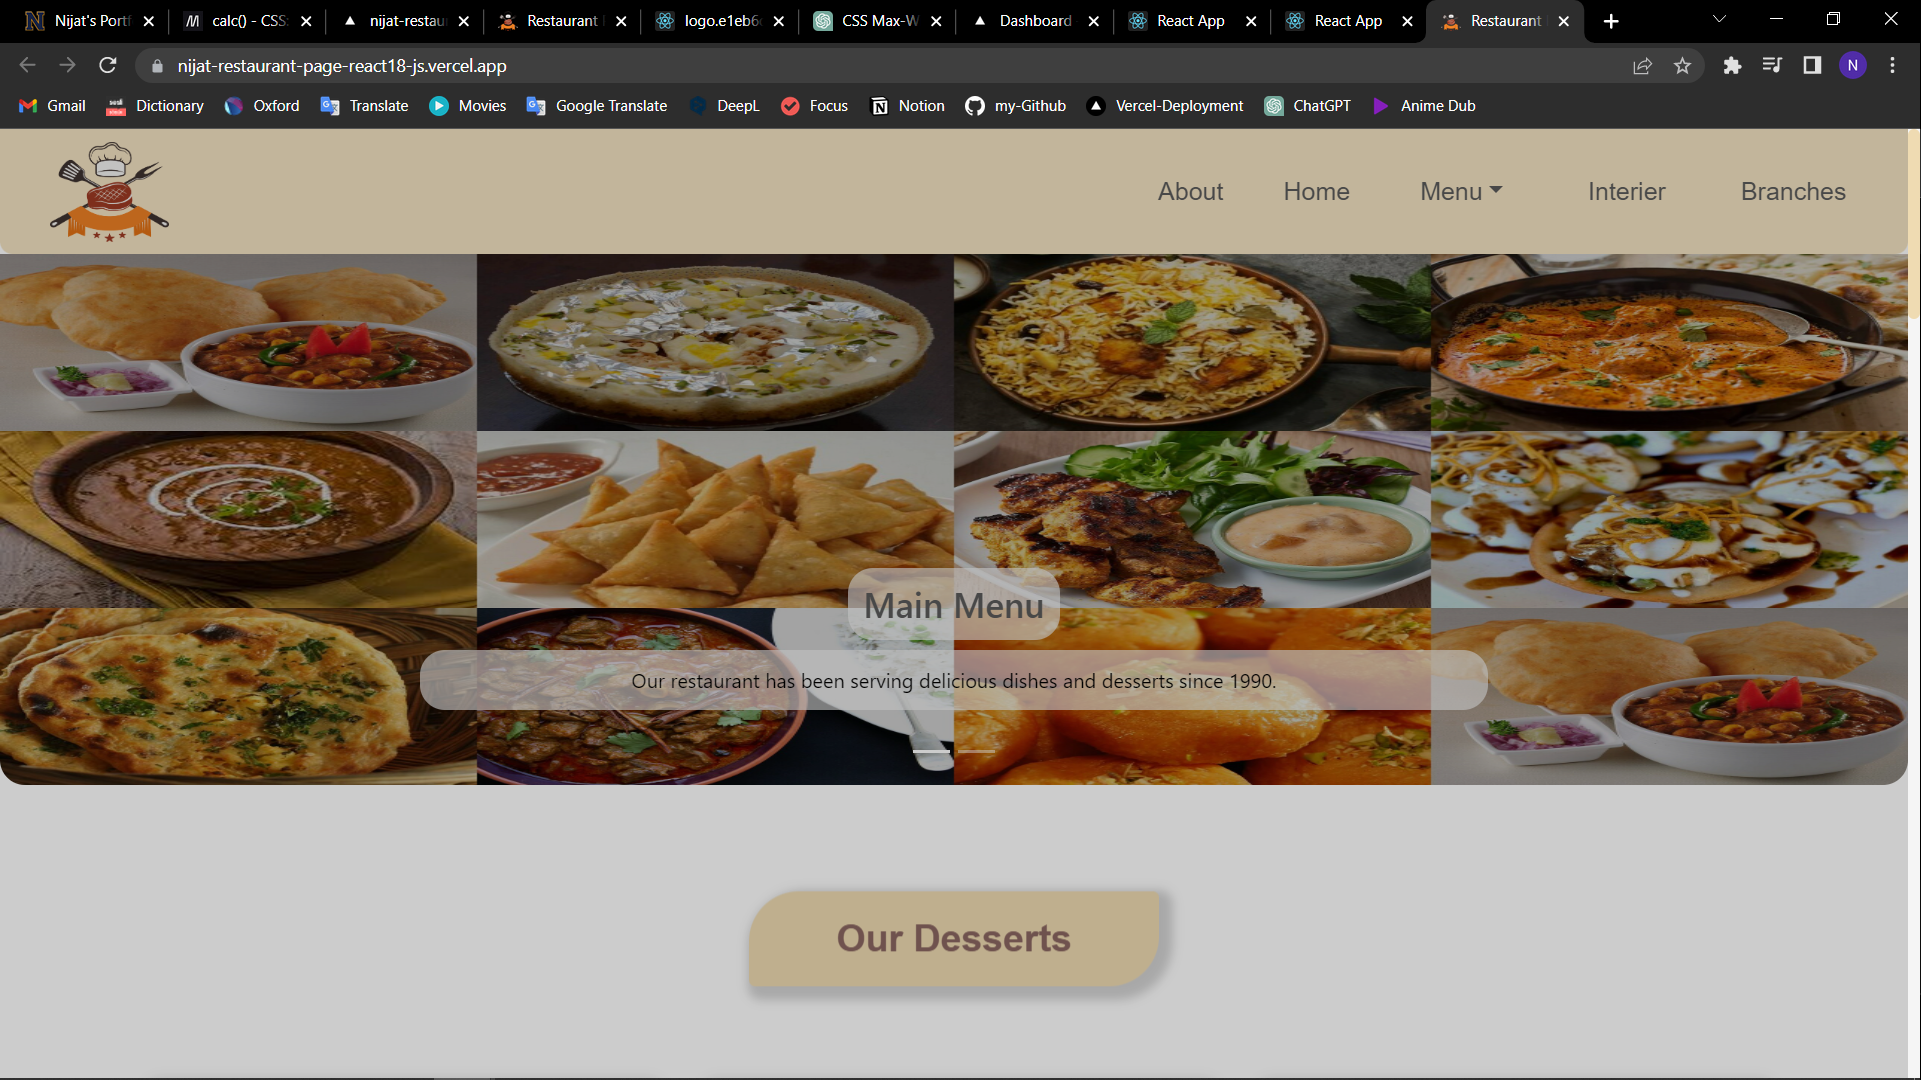 Nijat's Portf
calc() - CSS:
nijat-restaur
Restaurant
logo.e1eb6
CSS Max-W
Dashboard
React App
React App
Restaurant
nijat-restaurant-page-react18-js.vercel.app
N
Gmail
Dictionary
Oxford
Translate
Movies
Google Translate
DeepL
Focus
Notion
my-Github
Vercel-Deployment
ChatGPT
Anime Dub
About
Home
Menu
Interier
Branches
Main Menu
Our restaurant has been serving delicious dishes and desserts since 1990.
Our Desserts